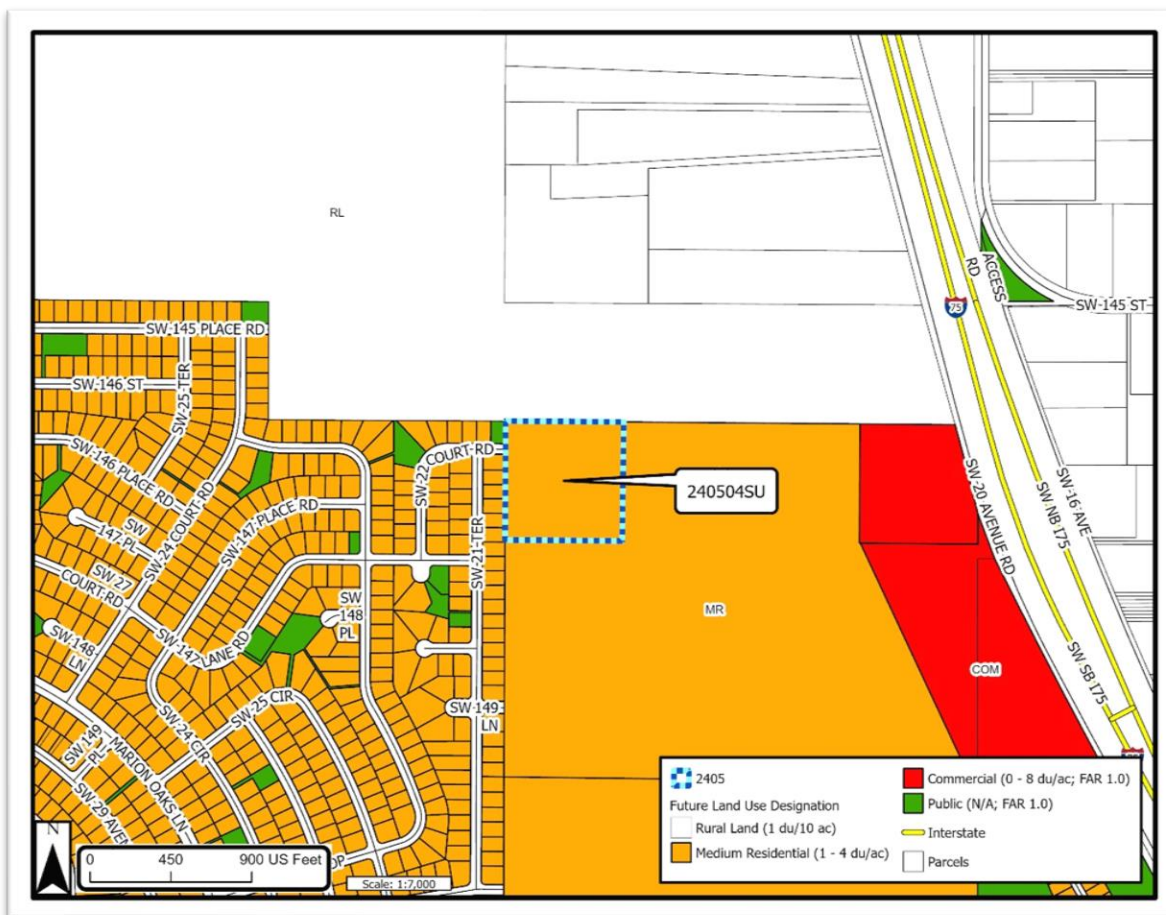 RL
ACCESS
RD
75
SW 145 ST
SW 145 PLACE RD
SW 146 ST
SW 25 TER
SW 146 PLACE RD
SW 24 COURT RD
SW 22
COURT RD
SW 21 TER
240504SU
SW 147 PLACE RD
SW
147 PL
SW 27
COURT RD
SW 147 LANE RD
SW
148
PL
SW 148
LN
SW 20 AVENUE RD
SW NB I75
SW 16 AVE
MR
COM
SW SB I75
SW 25 CIR
SW 24 CIR
SW 149
LN
SW 149
PL
MARION OAKS LN
SW 29 AVEN
OP
N
0 450 900 US Feet
Scale: 1:7,000
2405
Future Land Use Designation
Rural Land (1 du/10 ac)
Medium Residential (1 - 4 du/ac)
Commercial (0 - 8 du/ac; FAR 1.0)
Public (N/A; FAR 1.0)
Interstate
Parcels